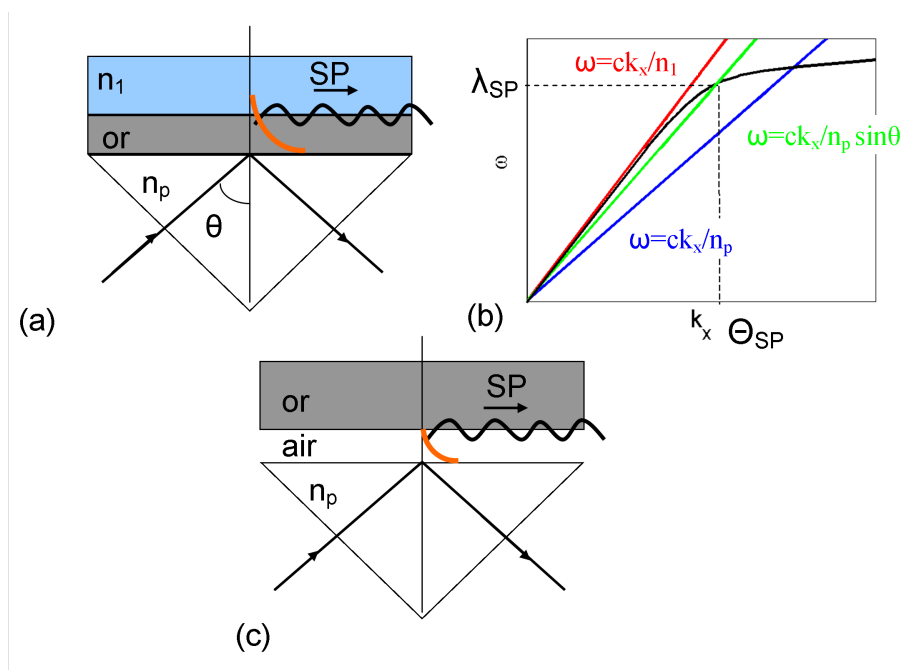 n₁
SP
or
nₚ
θ
(a)
λSP
ω=ckₓ/n₁
ω=ckₓ/nₚ sinθ
ω
ω=ckₓ/nₚ
(b)
kₓ
ΘSP
SP
or
air
nₚ
(c)